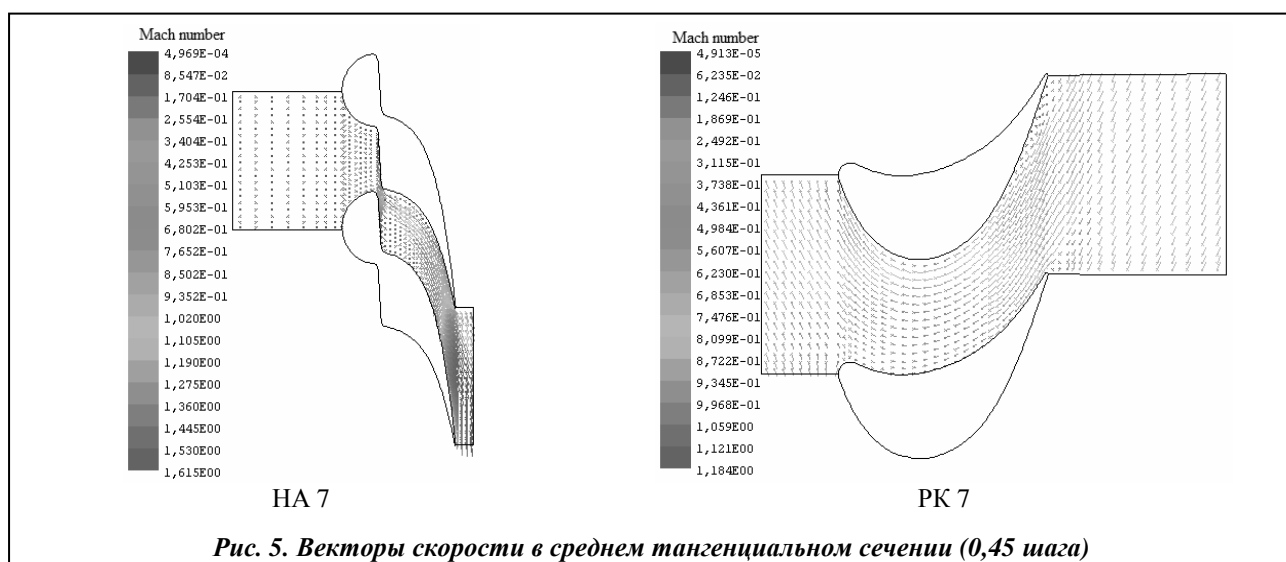 Mach number
4,969E-04
8,547E-02
1,704E-01
2,554E-01
3,404E-01
4,253E-01
5,103E-01
5,953E-01
6,802E-01
7,652E-01
8,502E-01
9,352E-01
1,020E00
1,105E00
1,190E00
1,275E00
1,360E00
1,445E00
1,530E00
1,615E00
НА 7
Mach number
4,913E-05
6,235E-02
1,246E-01
1,869E-01
2,492E-01
3,115E-01
3,738E-01
4,361E-01
4,984E-01
5,607E-01
6,230E-01
6,853E-01
7,476E-01
8,099E-01
8,722E-01
9,345E-01
9,968E-01
1,059E00
1,121E00
1,184E00
РК 7
Рис. 5. Векторы скорости в среднем тангенциальном сечении (0,45 шага)